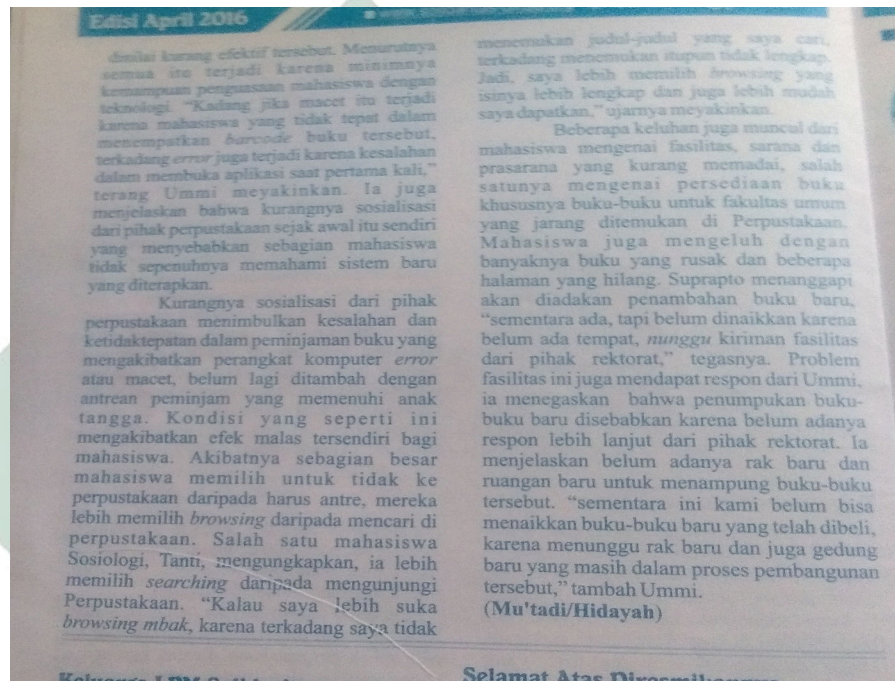 Edisi April 2016
dinilai kurang efektif tersebut. Menurutnya
semua itu terjadi karena minimnya
kemampuan penguasaan mahasiswa dengan
teknologi. “Kadang jika macet itu terjadi
karena mahasiswa yang tidak tepat dalam
menempatkan barcode buku tersebut,
terkadang error juga terjadi karena kesalahan
dalam membuka aplikasi saat pertama kali,”
terang Ummi meyakinkan. Ia juga
menjelaskan bahwa kurangnya sosialisasi
dari pihak perpustakaan sejak awal itu sendiri
yang menyebabkan sebagian mahasiswa
tidak sepenuhnya memahami sistem baru
yang diterapkan.
Kurangnya sosialisasi dari pihak
perpustakaan menimbulkan kesalahan dan
ketidaktepatan dalam peminjaman buku yang
mengakibatkan perangkat komputer error
atau macet, belum lagi ditambah dengan
antrean peminjam yang memenuhi anak
tangga. Kondisi yang seperti ini
mengakibatkan efek malas tersendiri bagi
mahasiswa. Akibatnya sebagian besar
mahasiswa memilih untuk tidak ke
perpustakaan daripada harus antre, mereka
lebih memilih browsing daripada mencari di
perpustakaan. Salah satu mahasiswa
Sosiologi, Tanti, mengungkapkan, ia lebih
memilih searching daripada mengunjungi
Perpustakaan. “Kalau saya lebih suka
browsing mbak, karena terkadang saya tidak
menemukan judul-judul yang saya cari,
terkadang menemukan itupun tidak lengkap.
Jadi, saya lebih memilih browsing yang
isinya lebih lengkap dan juga lebih mudah
saya dapatkan,” ujarnya meyakinkan.
Beberapa keluhan juga muncul dari
mahasiswa mengenai fasilitas, sarana dan
prasarana yang kurang memadai, salah
satunya mengenai persediaan buku
khususnya buku-buku untuk fakultas umum
yang jarang ditemukan di Perpustakaan.
Mahasiswa juga mengeluh dengan
banyaknya buku yang rusak dan beberapa
halaman yang hilang. Suprapto menanggapi
akan diadakan penambahan buku baru,
“sementara ada, tapi belum dinaikkan karena
belum ada tempat, nunggu kiriman fasilitas
dari pihak rektorat,” tegasnya. Problem
fasilitas ini juga mendapat respon dari Ummi,
ia menegaskan bahwa penumpukan buku-
buku baru disebabkan karena belum adanya
respon lebih lanjut dari pihak rektorat. Ia
menjelaskan belum adanya rak baru dan
ruangan baru untuk menampung buku-buku
tersebut. “sementara ini kami belum bisa
menaikkan buku-buku baru yang telah dibeli,
karena menunggu rak baru dan juga gedung
baru yang masih dalam proses pembangunan
tersebut,” tambah Ummi.
(Mu'tadi/Hidayah)
Selamat Atas